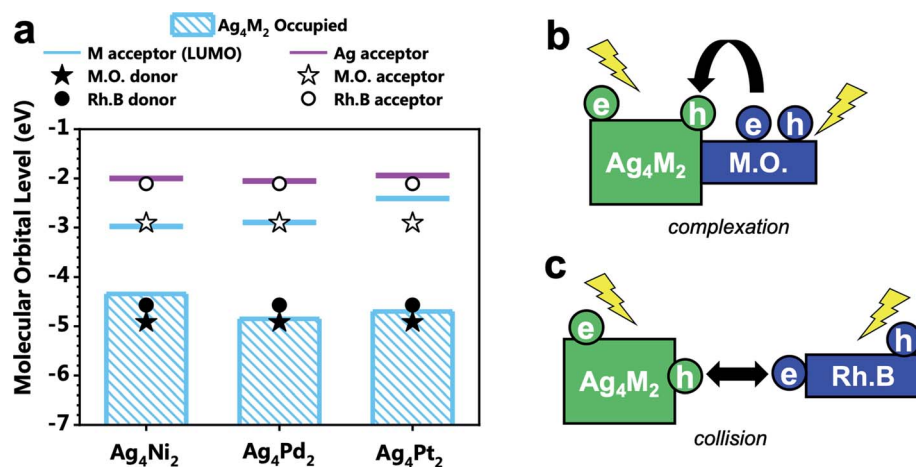 a
Ag₄M₂ Occupied
M acceptor (LUMO)
Ag acceptor
M.O. donor
M.O. acceptor
Rh.B donor
Rh.B acceptor
Molecular Orbital Level (eV)
-1
-2
-3
-4
-5
-6
-7
Ag₄Ni₂
Ag₄Pd₂
Ag₄Pt₂
b
e
h
e
h
Ag₄M₂
M.O.
complexation
c
e
h
Ag₄M₂
h
e
Rh.B
collision